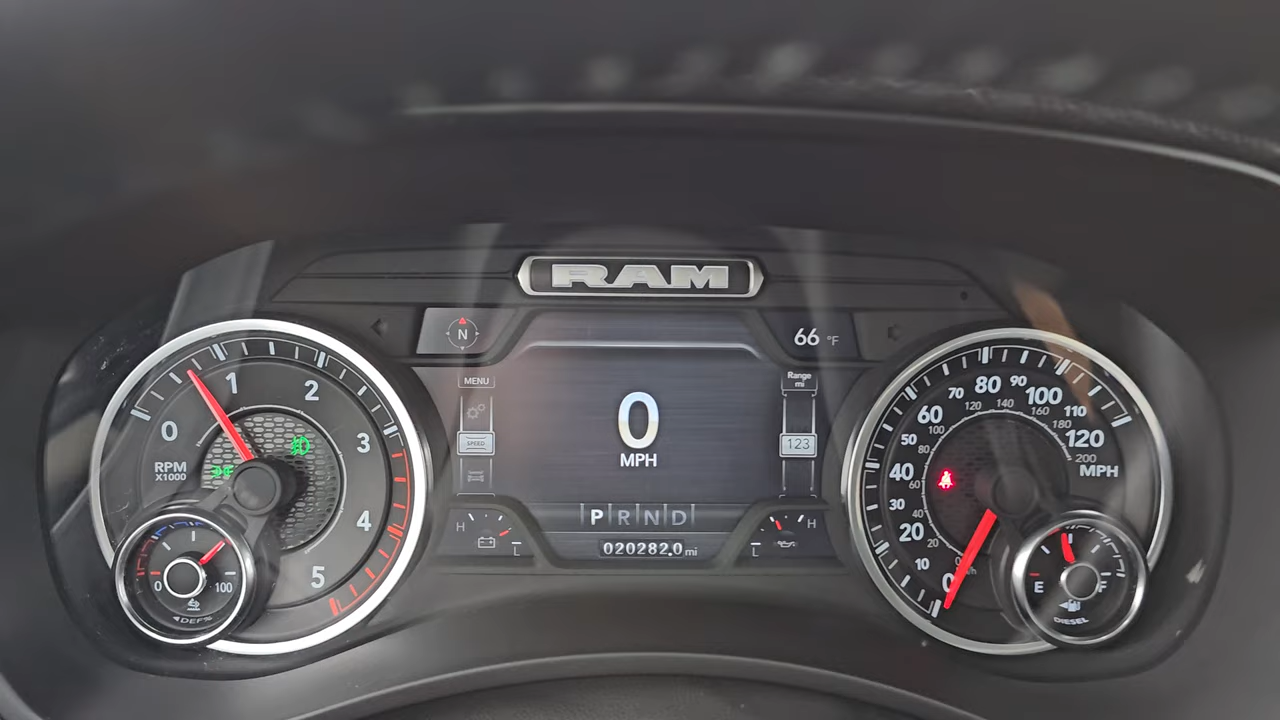 RAM
N
66 °F
MENU
SPEED
Range
mi
123
0
MPH
P R N D
020282.0 mi
H
L
H
L
0
1
2
3
4
5
RPM
X1000
0
100
DEF%
0
10
20
30
40
50
60
70
80
90
100
110
120
MPH
20
60
80
100
120
140
160
180
200
E
F
DIESEL